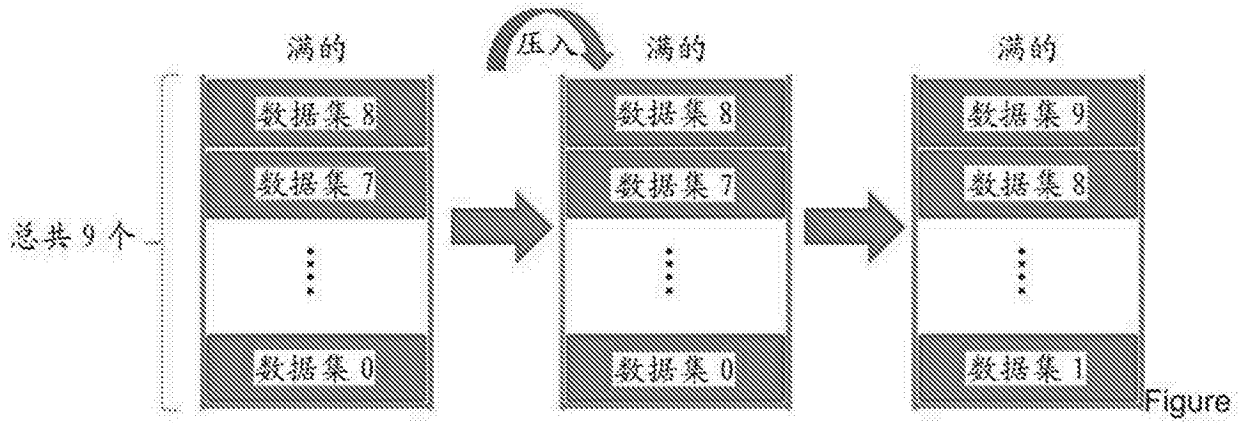 满的
压入
满的
满的
总共 9 个
数据集 8
数据集 7
数据集 0
数据集 8
数据集 7
数据集 0
数据集 9
数据集 8
数据集 1
Figure